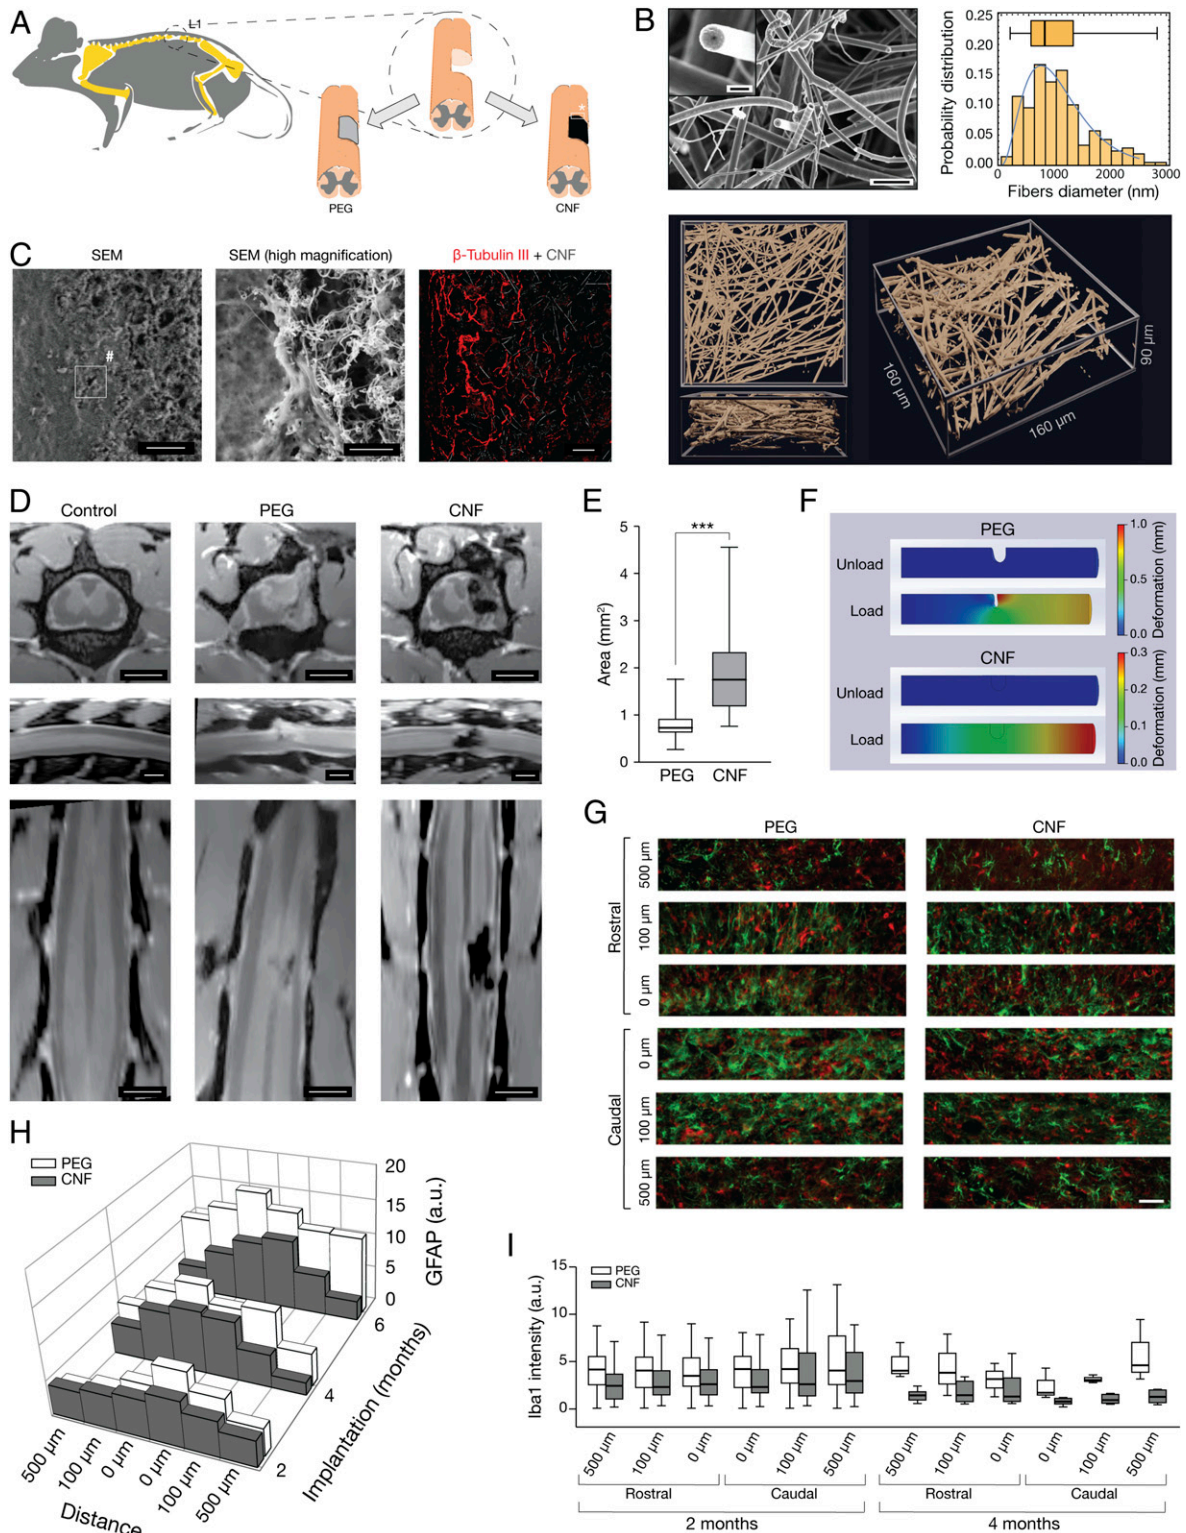 A
L1
PEG
CNF
*
B
0.25
0.20
0.15
0.10
0.05
0.00
Probability distribution
0
1000
2000
3000
Fibers diameter (nm)
160 µm
160 µm
90 µm
C
SEM
SEM (high magnification)
β-Tubulin III + CNF
#
D
Control
PEG
CNF
E
***
5
4
3
2
1
0
Area (mm²)
PEG
CNF
F
PEG
Unload
Load
1.0
0.5
0.0
Deformation (mm)
CNF
Unload
Load
0.3
0.2
0.1
0.0
Deformation (mm)
G
PEG
CNF
Rostral
500 µm
100 µm
0 µm
Caudal
0 µm
100 µm
500 µm
H
PEG
CNF
20
15
10
5
0
GFAP (a.u.)
6
4
2
Implantation (months)
500 µm
100 µm
0 µm
0 µm
100 µm
500 µm
Distance
I
PEG
CNF
15
10
5
0
Iba1 intensity (a.u.)
500 µm 100 µm 0 µm 0 µm 100 µm 500 µm 500 µm 100 µm 0 µm 0 µm 100 µm 500 µm
Rostral Caudal Rostral Caudal
2 months 4 months